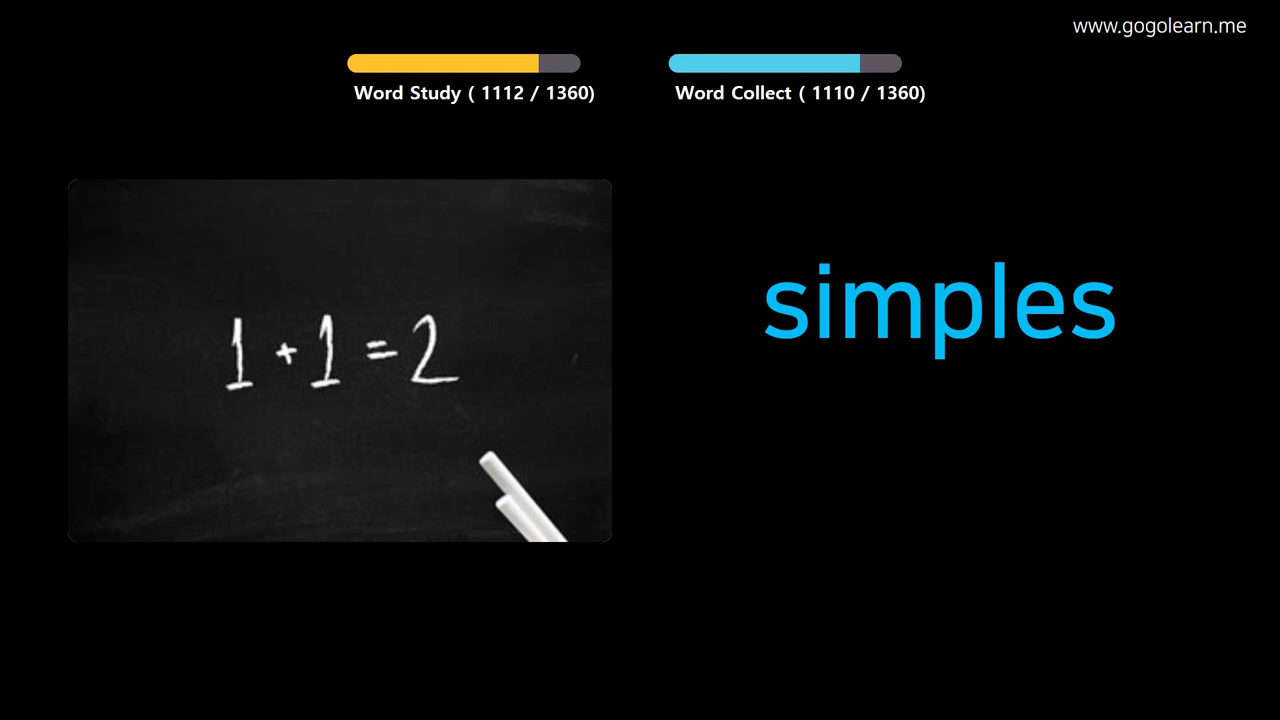 www.gogolearn.me
Word Study ( 1112 / 1360)
Word Collect ( 1110 / 1360)
simples
1 + 1 = 2